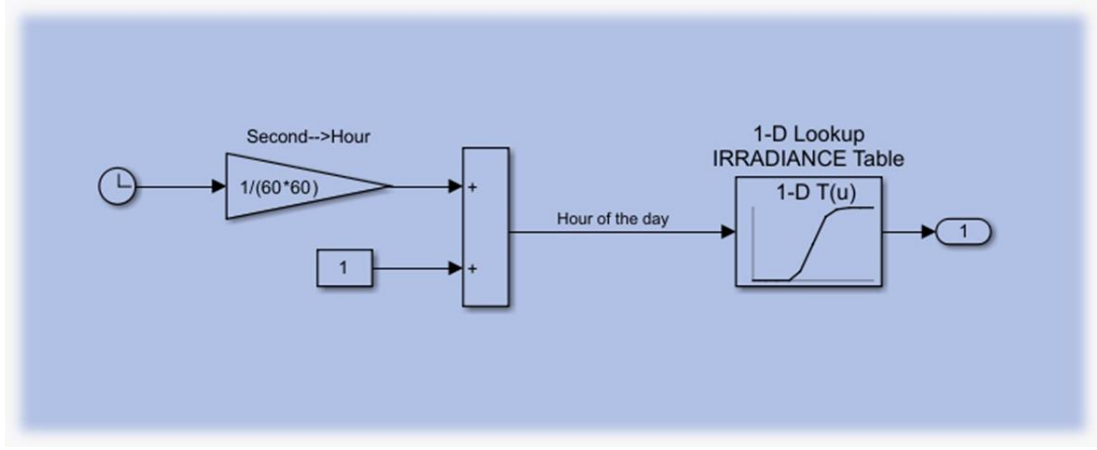 Second-->Hour
1/(60*60)
+
1
+
Hour of the day
1-D Lookup
IRRADIANCE Table
1-D T(u)
1